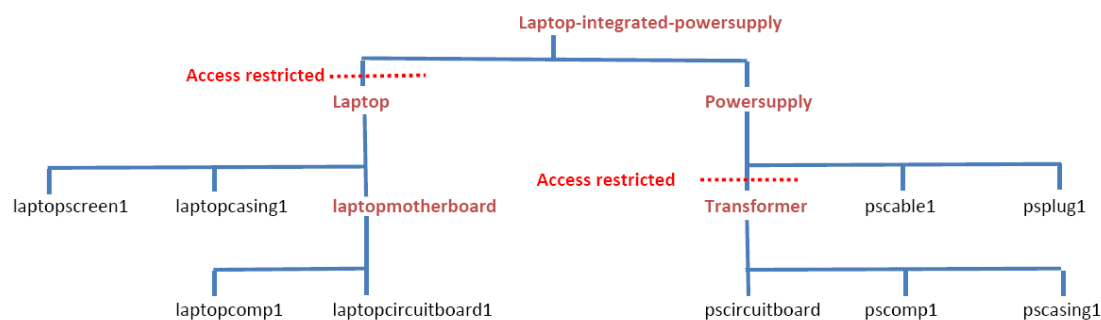 Laptop-integrated-powersupply
Access restricted
Laptop
Powersupply
Access restricted
laptopscreen1
laptopcasing1
laptopmotherboard
Transformer
pscable1
psplug1
laptopcomp1
laptopcircuitboard1
pscircuitboard
pscomp1
pscasing1